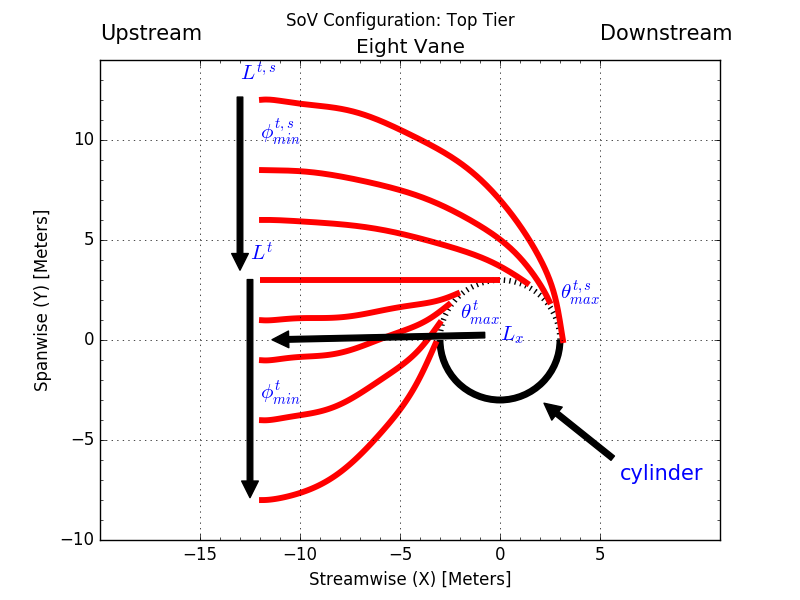 SoV Configuration: Top Tier
Upstream
Eight Vane
Downstream
L^{t,s}
ϕ^{t,s}_{min}
L^t
θ^{t,s}_{max}
θ^t_{max}
L_x
ϕ^t_{min}
cylinder
10
5
0
−5
−10
−15
−10
−5
0
5
Spanwise (Y) [Meters]
Streamwise (X) [Meters]